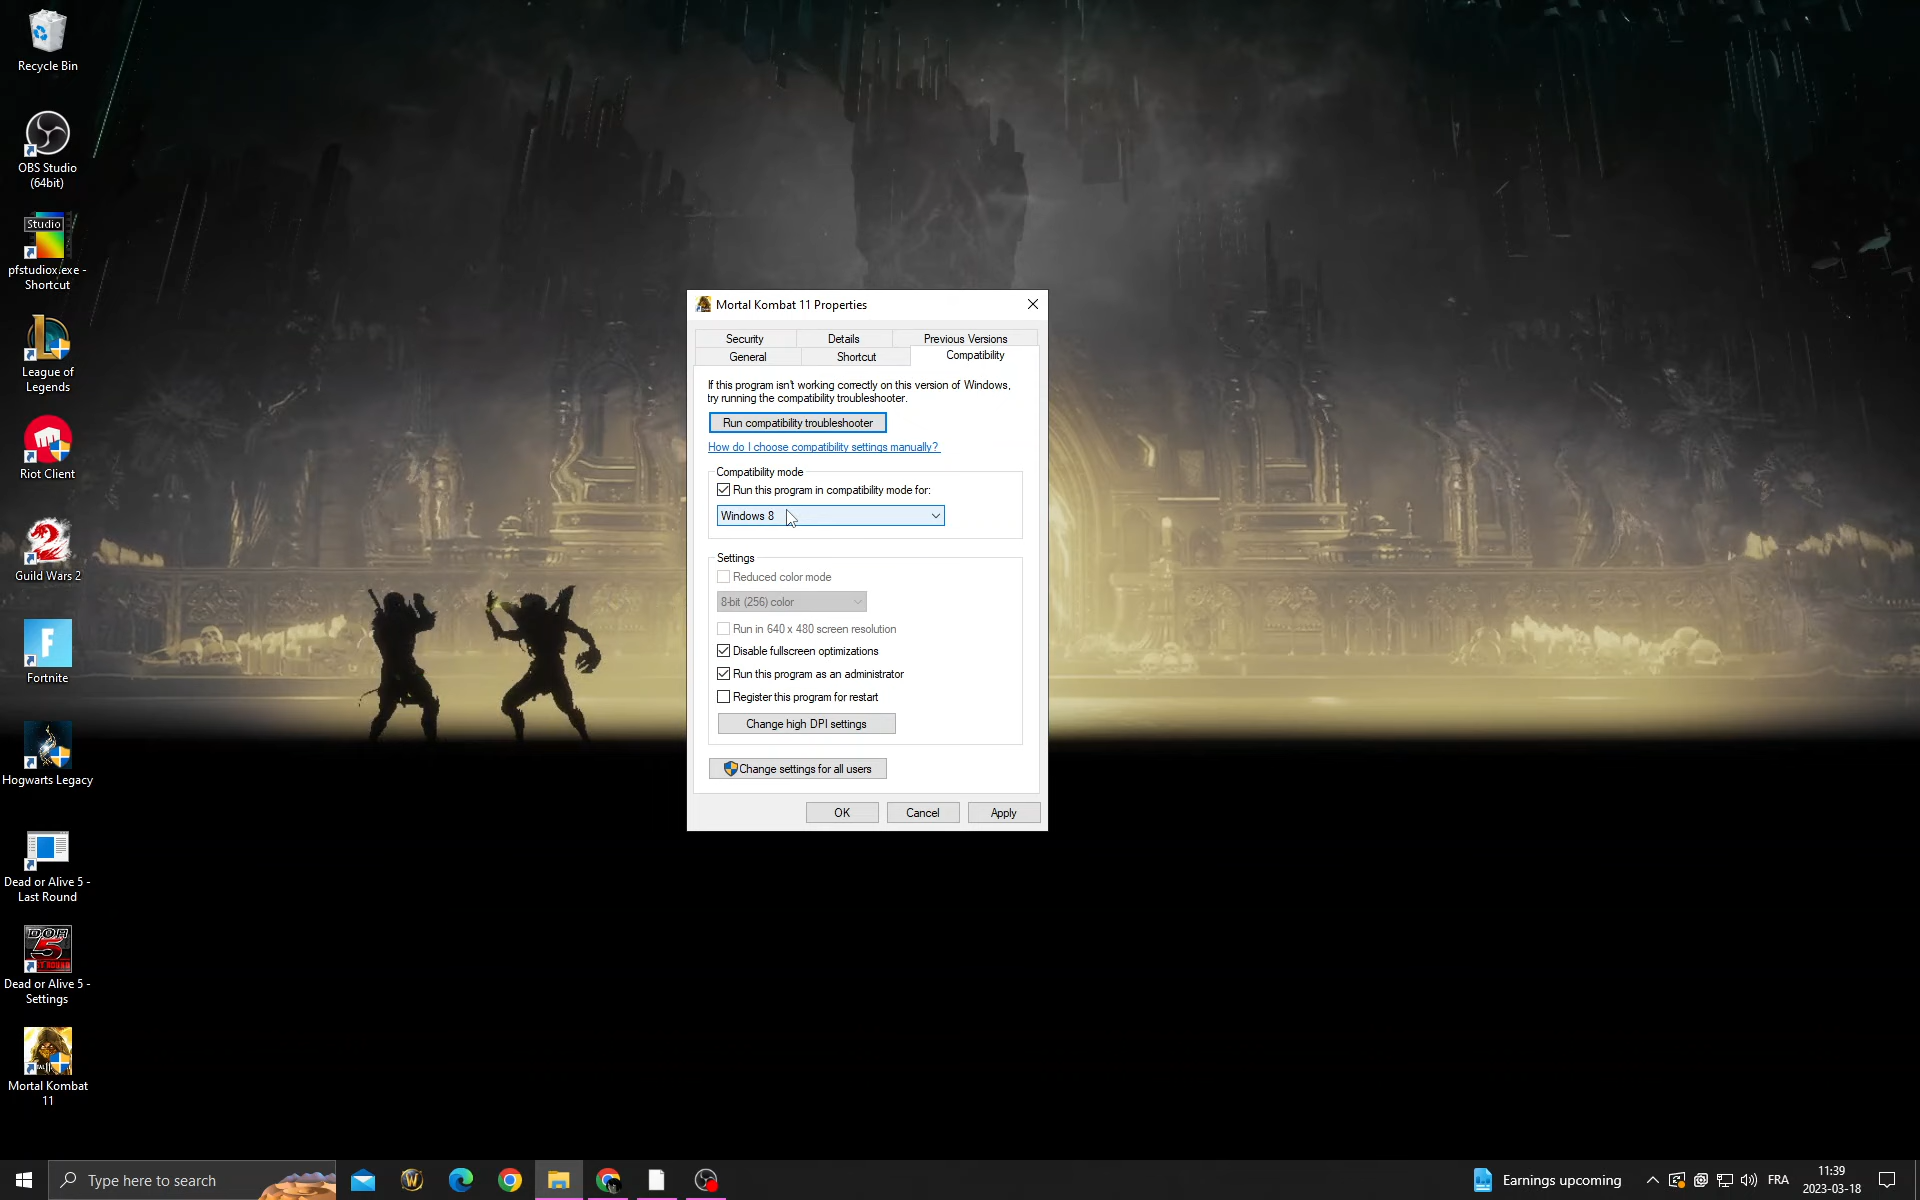 Recycle Bin
OBS Studio
(64bit)
Studio
pfstudiox.exe -
Shortcut
League of
Legends
Riot Client
Guild Wars 2
Fortnite
Hogwarts Legacy
Dead or Alive 5 -
Last Round
Dead or Alive 5 -
Settings
Mortal Kombat
11
Mortal Kombat 11 Properties
Security
Details
Previous Versions
General
Shortcut
Compatibility
If this program isn't working correctly on this version of Windows,
try running the compatibility troubleshooter.
Run compatibility troubleshooter
How do I choose compatibility settings manually?
Compatibility mode
Run this program in compatibility mode for:
Windows 8
Settings
Reduced color mode
8-bit (256) color
Run in 640 x 480 screen resolution
Disable fullscreen optimizations
Run this program as an administrator
Register this program for restart
Change high DPI settings
Change settings for all users
OK
Cancel
Apply
Type here to search
Earnings upcoming
FRA
11:39
2023-03-18